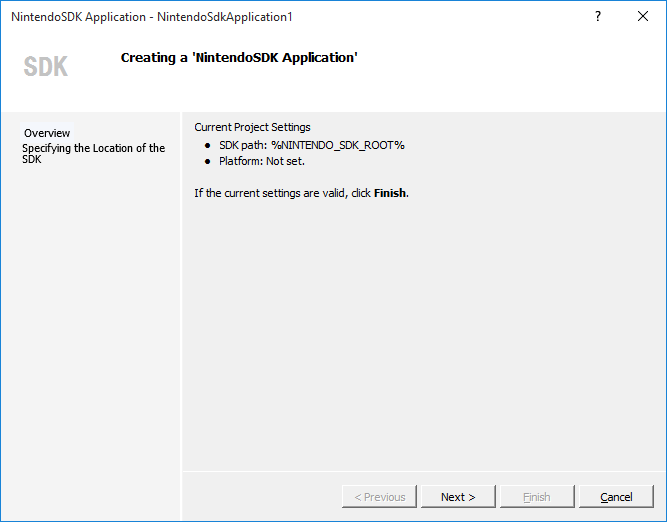 NintendoSDK Application - NintendoSdkApplication1
?
SDK
Creating a 'NintendoSDK Application'
Overview
Specifying the Location of the
SDK
Current Project Settings
● SDK path: %NINTENDO_SDK_ROOT%
● Platform: Not set.
If the current settings are valid, click Finish.
< Previous
Next >
Finish
Cancel